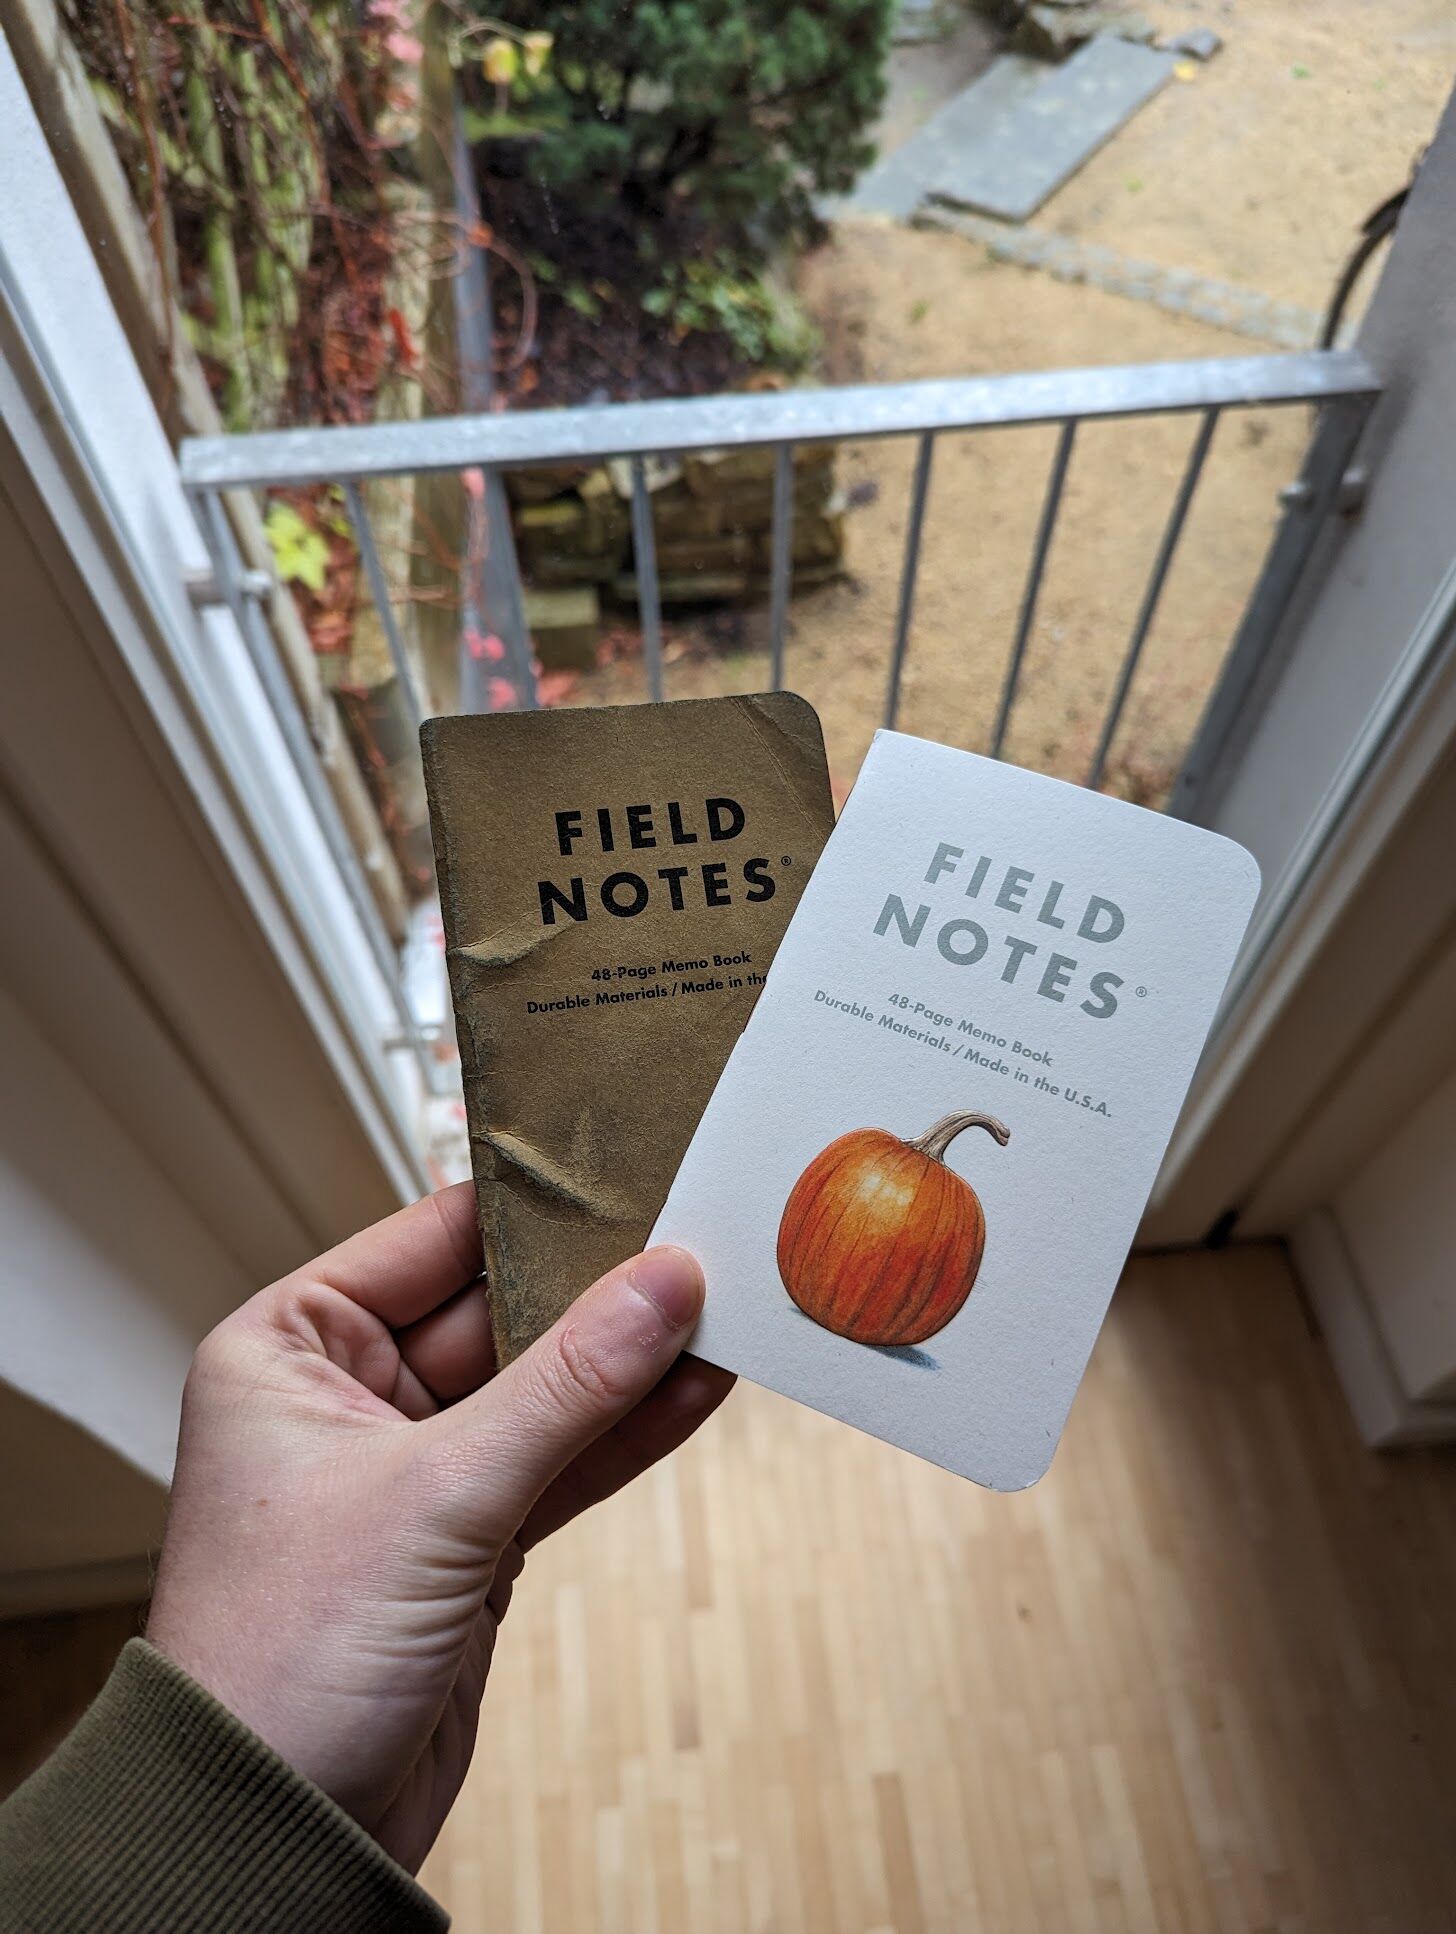 FIELD
NOTES®
48-Page Memo Book
Durable Materials / Made in the
FIELD
NOTES®
48-Page Memo Book
Durable Materials / Made in the U.S.A.